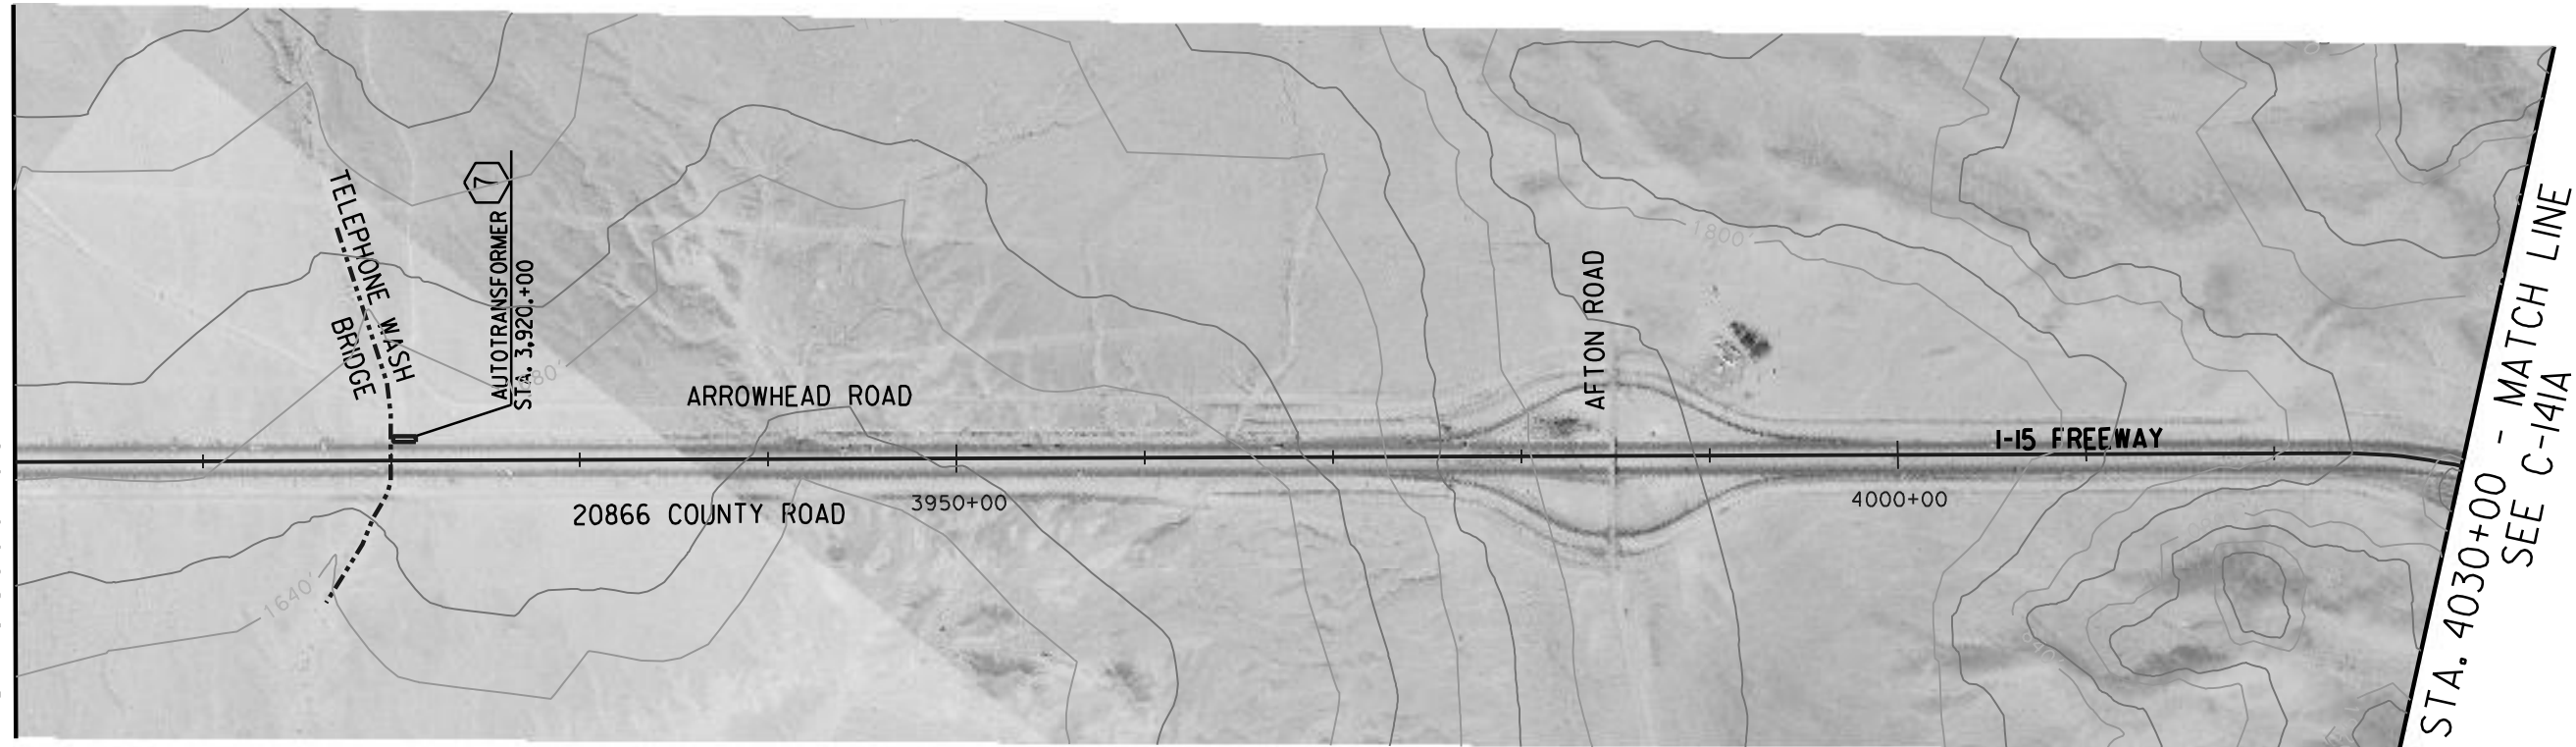 TELEPHONE WASH
BRIDGE
7
AUTOTRANSFORMER
STA. 3,920.+00
ARROWHEAD ROAD
20866 COUNTY ROAD
1640'
3950+00
AFTON ROAD
1800'
4000+00
I-15 FREEWAY
STA. 4030+00 - MATCH LINE
SEE C-141A